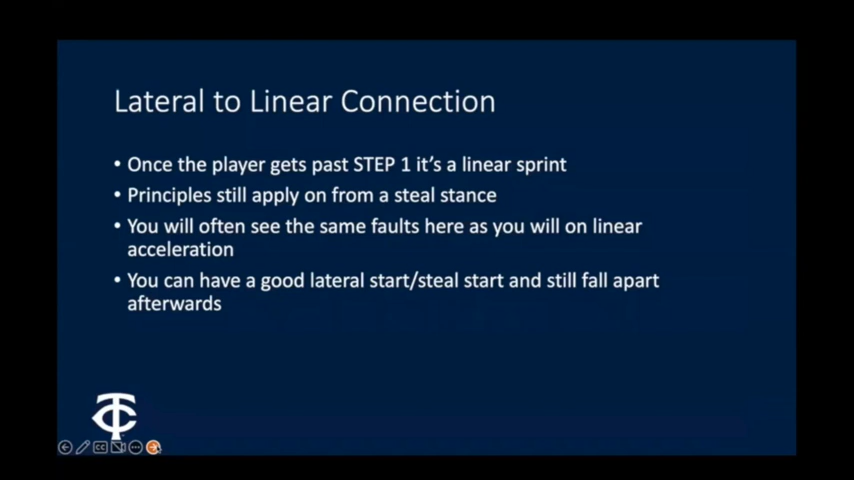 Lateral to Linear Connection
• Once the player gets past STEP 1 it's a linear sprint
• Principles still apply on from a steal stance
• You will often see the same faults here as you will on linear
acceleration
• You can have a good lateral start/steal start and still fall apart
afterwards
TC
CC